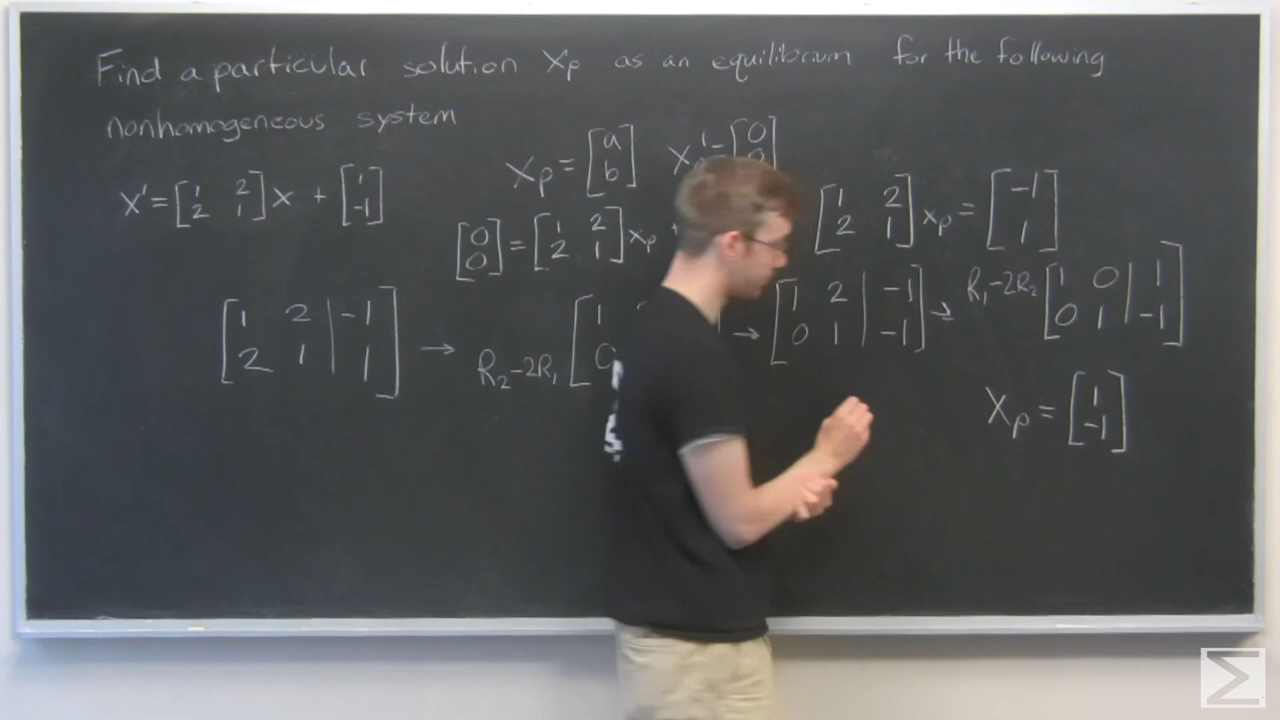 Find a particular solution Xp as an equilibrium for the following
nonhomogeneous system
Xp = [a b] X
X' = [1 2 2 1] X + [1 -1]
[0 0] = [1 2 2 1] Xp
[1 2 2 1] Xp = [-1 1]
[1 2 | -1 2 1 | 1] →
R2-2R1 [1
→ [1 2 | -1 0 1 | -1] →
R1-2R2 [1 0 | 1 0 1 | -1]
Xp = [1 -1]
Σ